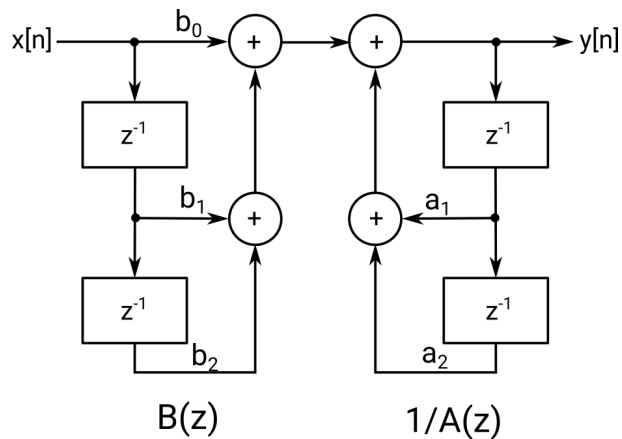 x[n] b₀ + + y[n]
z⁻¹ z⁻¹
b₁ + + a₁
z⁻¹ z⁻¹
b₂ a₂
B(z) 1/A(z)